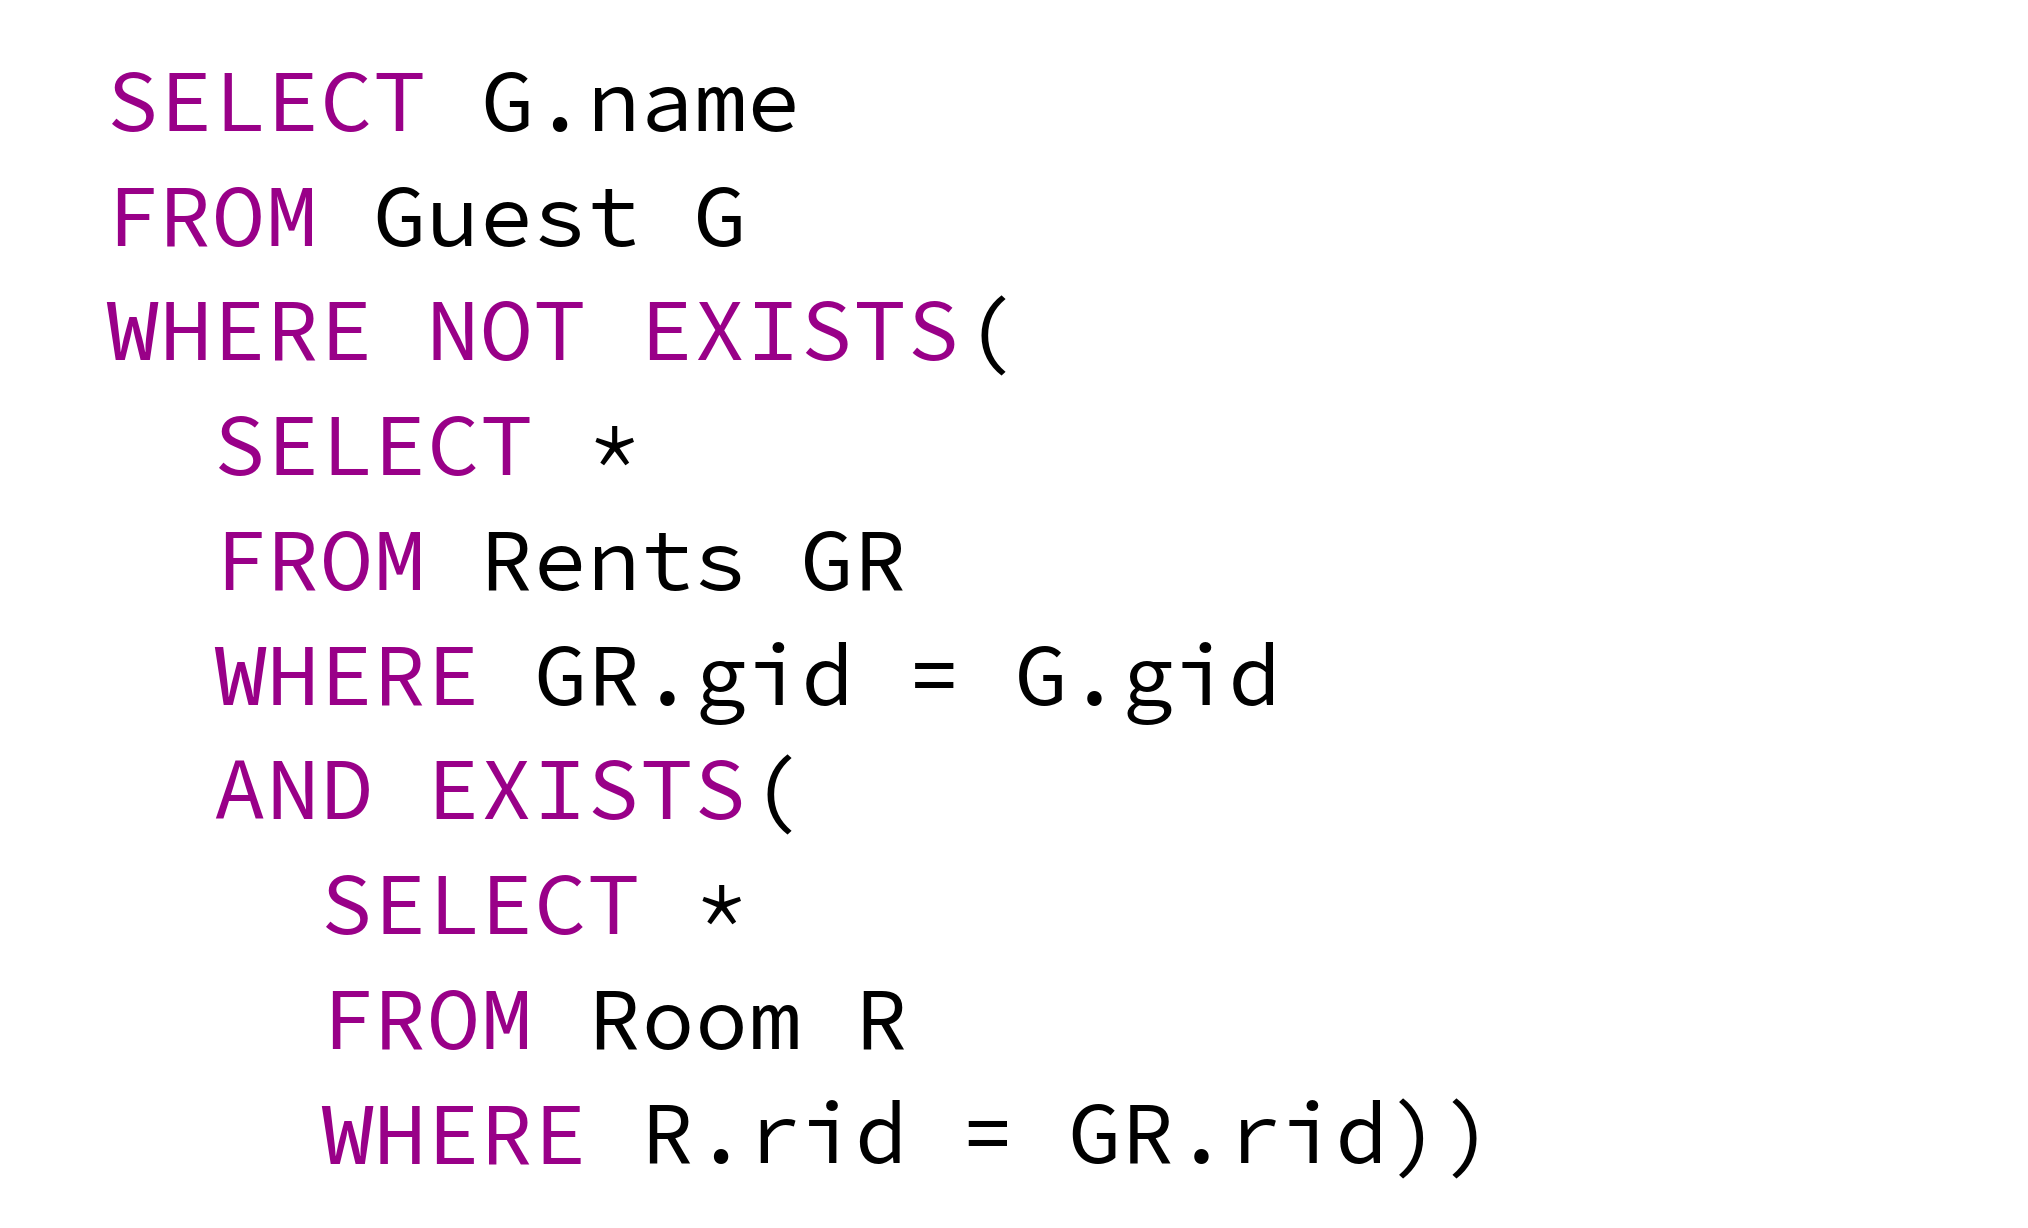 SELECT G.name
FROM Guest G
WHERE NOT EXISTS(
SELECT *
FROM Rents GR
WHERE GR.gid = G.gid
AND EXISTS(
SELECT *
FROM Room R
WHERE R.rid = GR.rid))